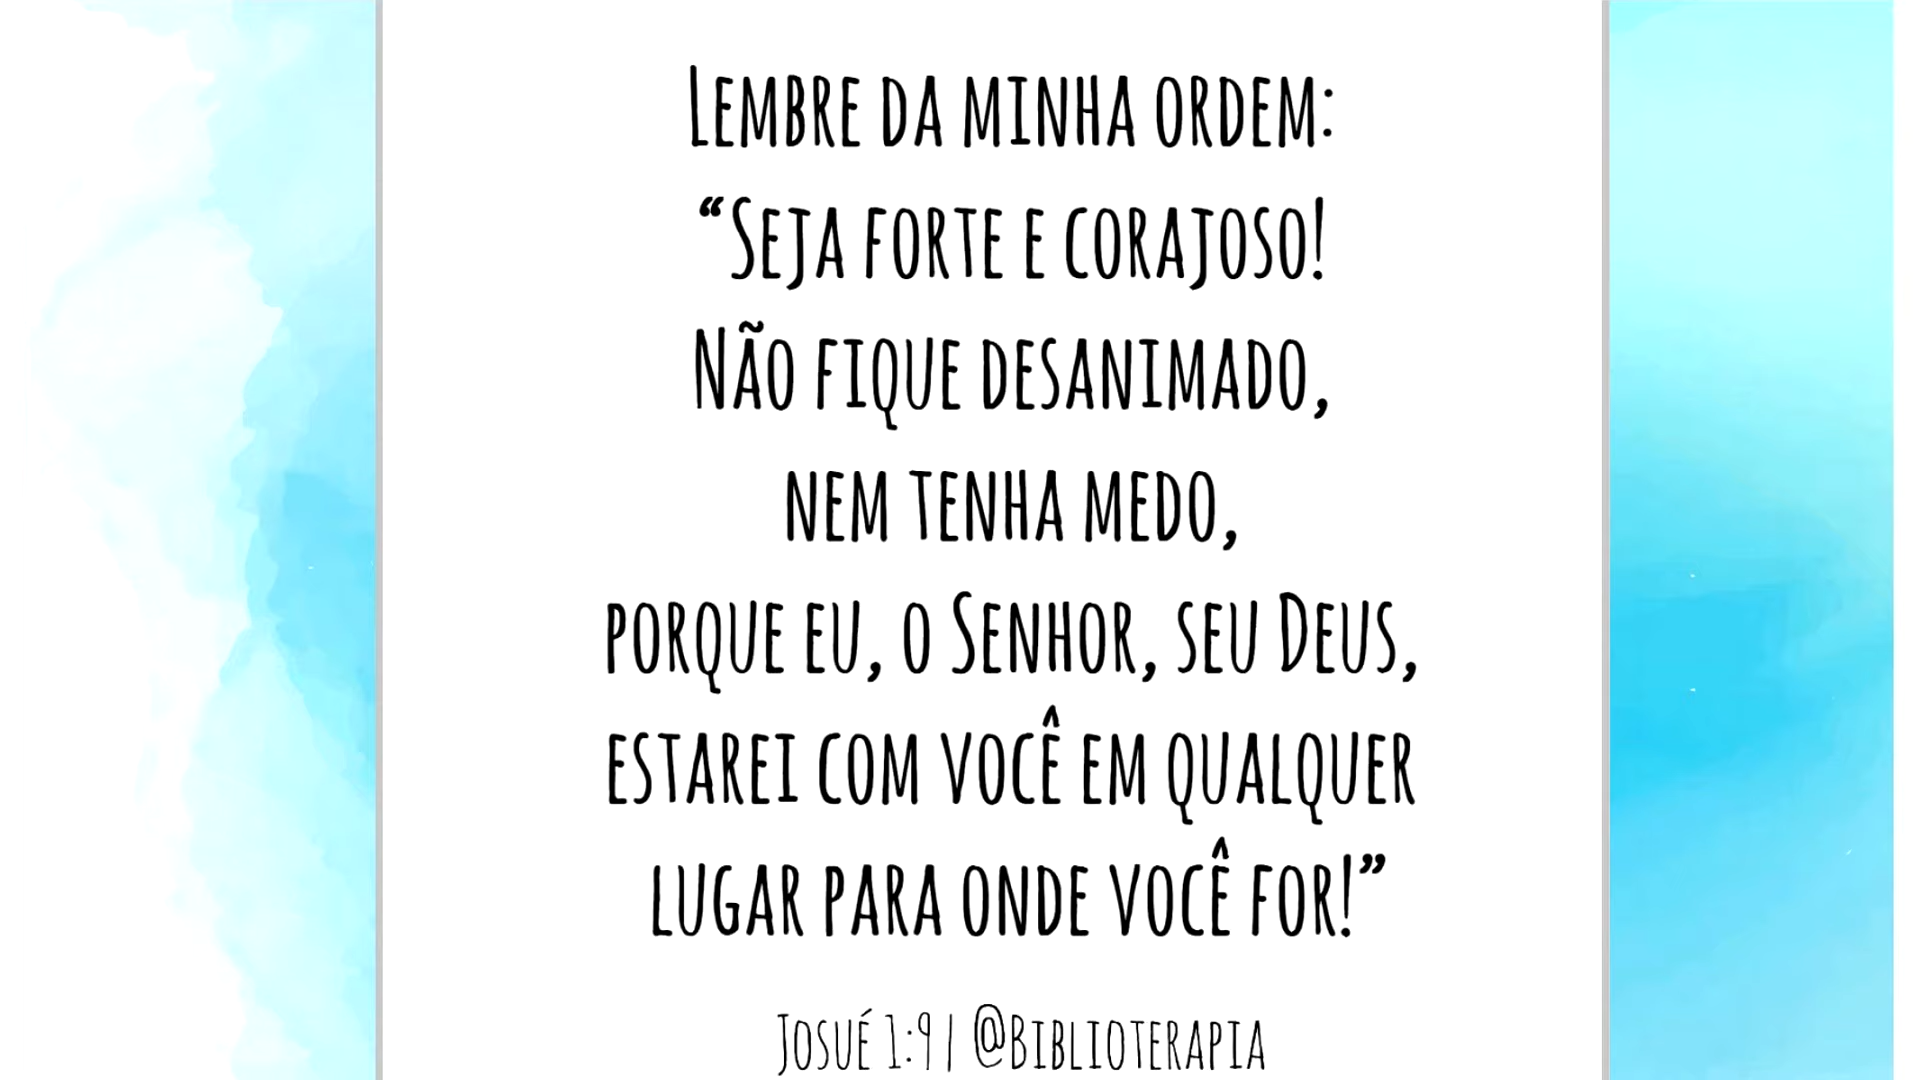 Lembre da minha ordem:
“Seja forte e corajoso!
Não fique desanimado,
nem tenha medo,
porque eu, o Senhor, seu Deus,
estarei com você em qualquer
lugar para onde você for!”
Josué 1:9 | @Biblioterapia